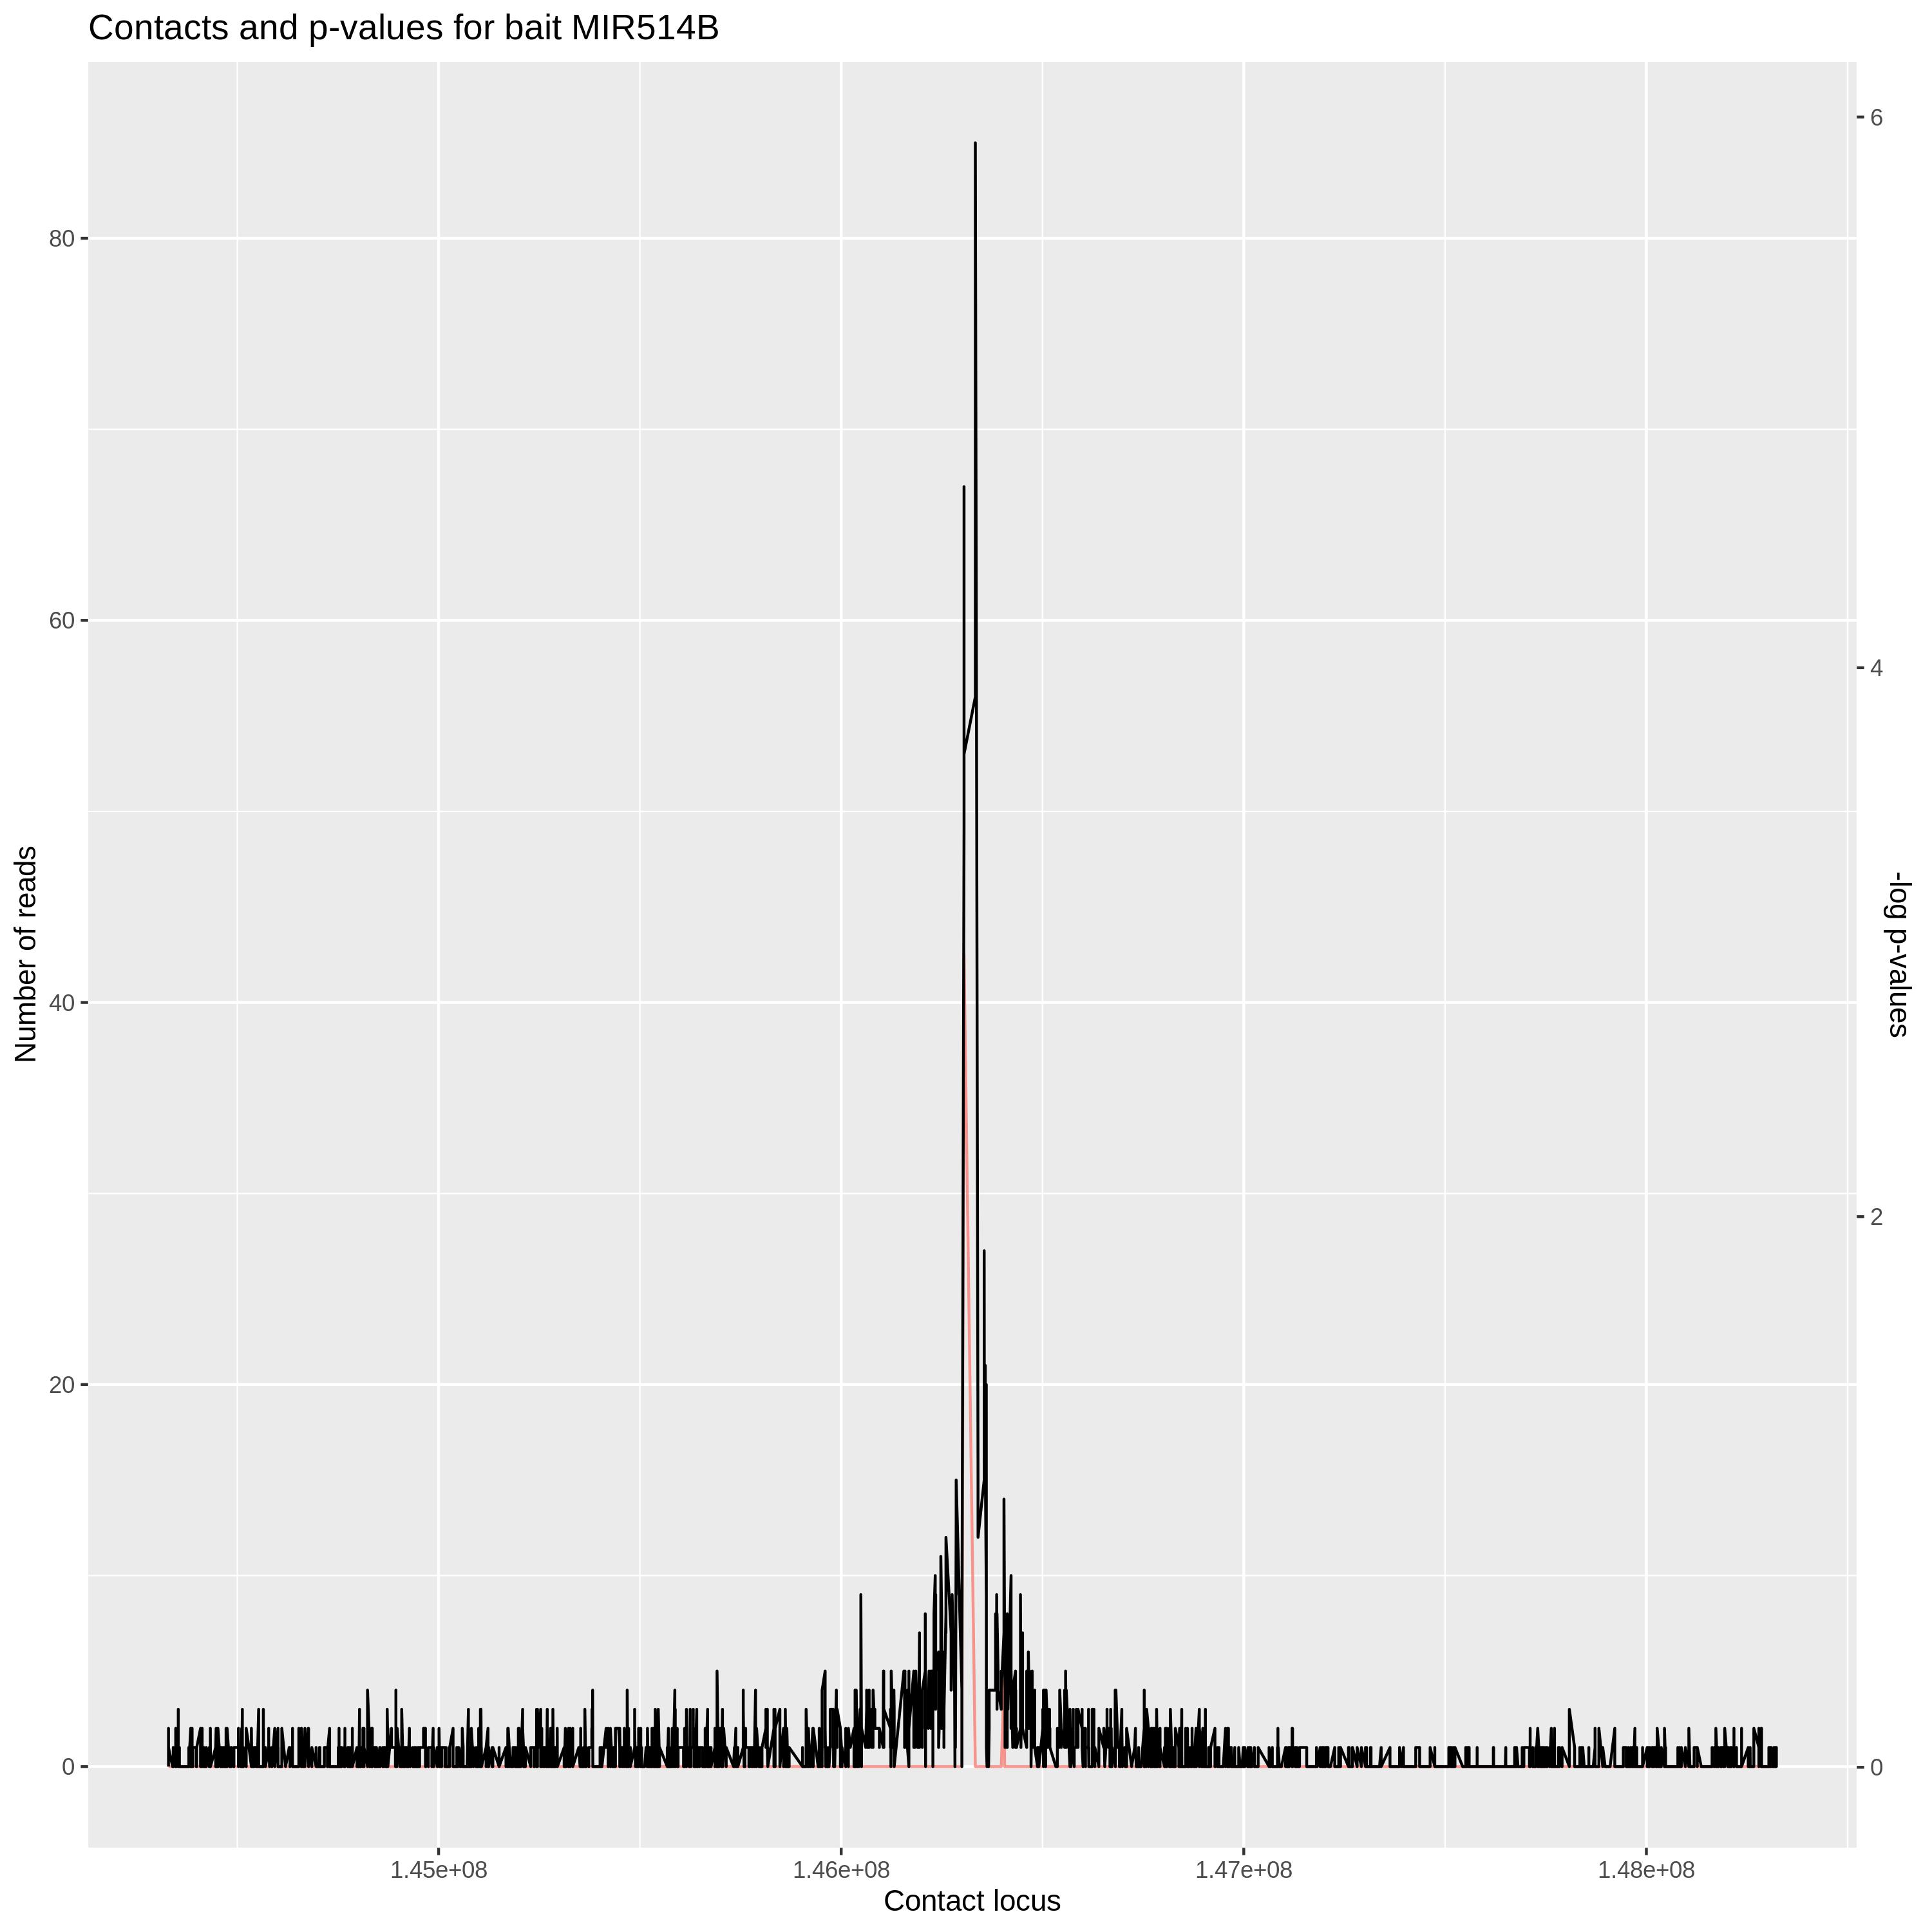 Contacts and p-values for bait MIR514B
6
80
4
60
Number of reads
-log p-values
40
2
20
0
0
1.45e+08
1.46e+08
1.47e+08
1.48e+08
Contact locus